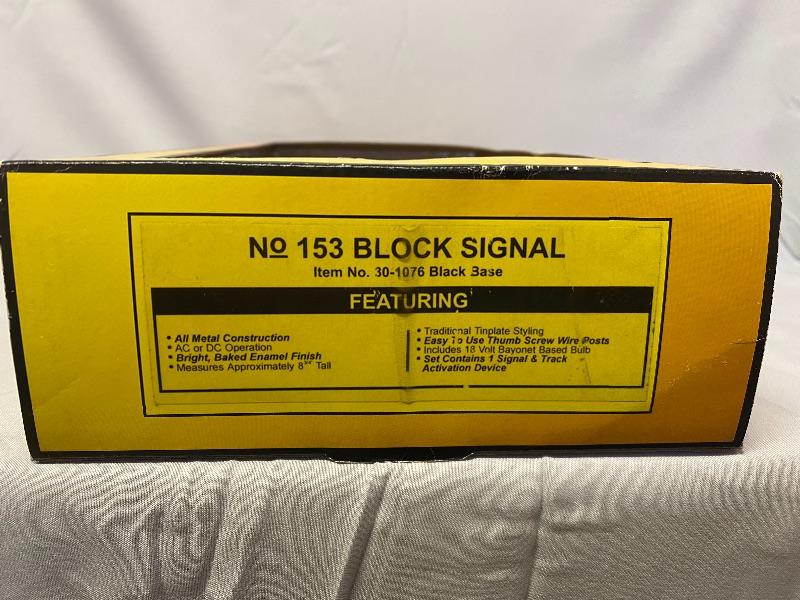 Nº 153 BLOCK SIGNAL
Item No. 30-1076 Black Base
FEATURING
• All Metal Construction
• AC or DC Operation
• Bright, Baked Enamel Finish
• Measures Approximately 8¾" Tall
• Traditional Tinplate Styling
• Easy To Use Thumb Screw Wire Posts
• Includes 18 Volt Bayonet Based Bulb
• Set Contains 1 Signal & Track
Activation Device